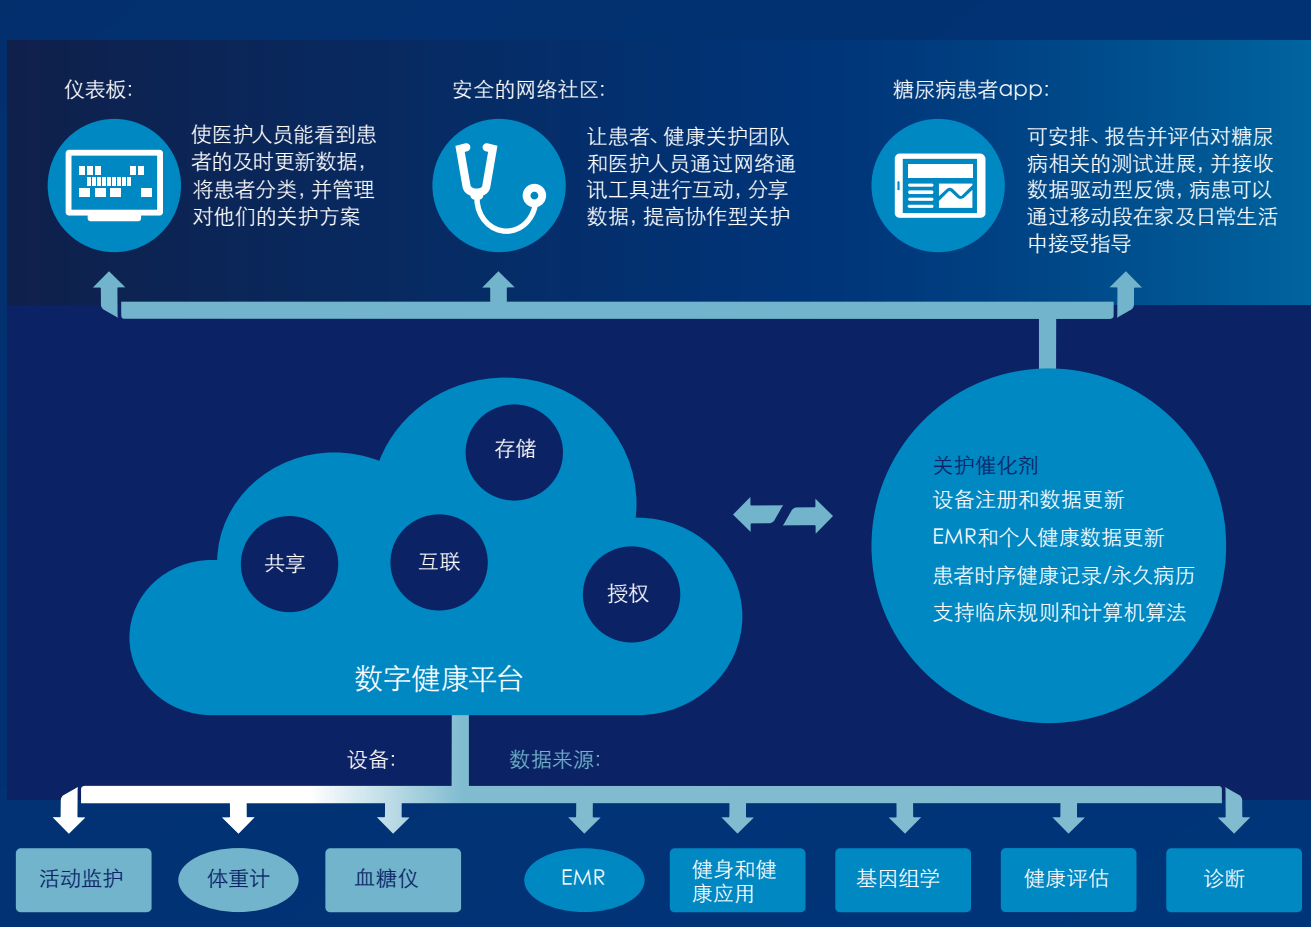 仪表板:
使医护人员能看到患
者的及时更新数据，
将患者分类，并管理
对他们的关护方案
安全的网络社区:
让患者、健康关护团队
和医护人员通过网络通
讯工具进行互动，分享
数据，提高协作型关护
糖尿病患者app:
可安排、报告并评估对糖尿
病相关的测试进展，并接收
数据驱动型反馈，病患可以
通过移动段在家及日常生活
中接受指导
存储
共享
互联
授权
数字健康平台
关护催化剂
设备注册和数据更新
EMR和个人健康数据更新
患者时序健康记录/永久病历
支持临床规则和计算机算法
设备:
数据来源:
活动监护
体重计
血糖仪
EMR
健身和健
康应用
基因组学
健康评估
诊断